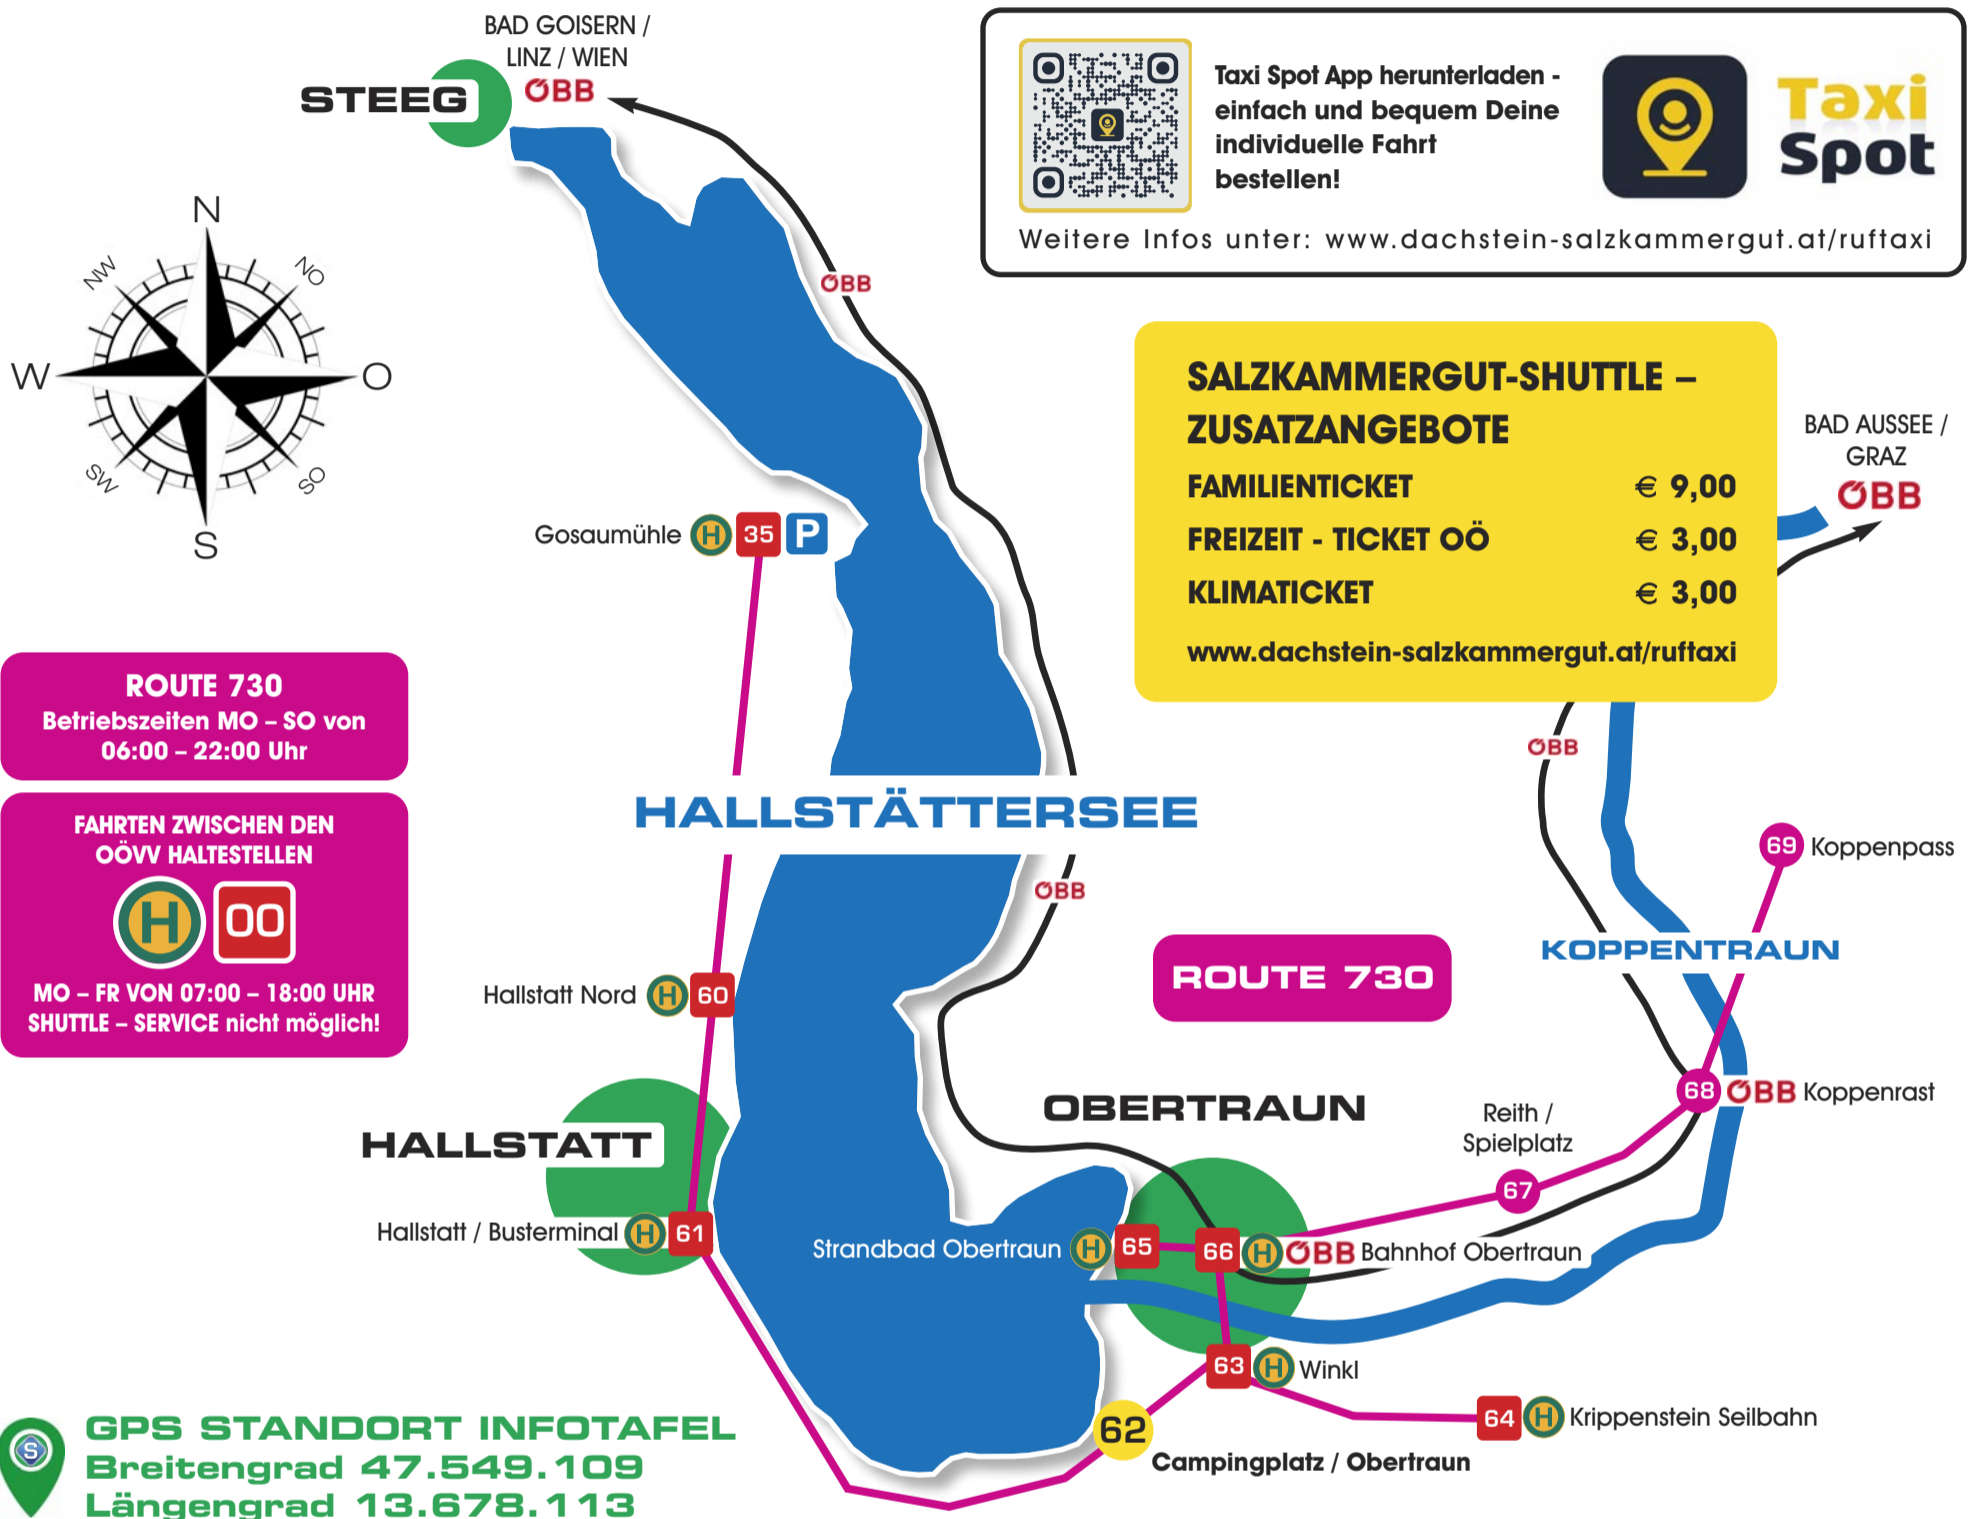 BAD GOISERN /
LINZ / WIEN
STEEG
ÖBB
Taxi Spot App herunterladen -
einfach und bequem Deine
individuelle Fahrt
bestellen!
Taxi
Spot
Weitere Infos unter: www.dachstein-salzkammergut.at/ruftaxi
N
NW
NO
W
O
SW
SO
S
ÖBB
SALZKAMMERGUT-SHUTTLE –
ZUSATZANGEBOTE
FAMILIENTICKET € 9,00
FREIZEIT - TICKET OÖ € 3,00
KLIMATICKET € 3,00
www.dachstein-salzkammergut.at/ruftaxi
BAD AUSSEE /
GRAZ
ÖBB
Gosaumühle H 35 P
ROUTE 730
Betriebszeiten MO – SO von
06:00 – 22:00 Uhr
FAHRTEN ZWISCHEN DEN
OÖVV HALTESTELLEN
H 00
MO – FR VON 07:00 – 18:00 UHR
SHUTTLE – SERVICE nicht möglich!
ÖBB
HALLSTÄTTERSEE
69 Koppenpass
ÖBB
KOPPENTRAUN
ROUTE 730
Hallstatt Nord H 60
68 ÖBB Koppenrast
OBERTRAUN
Reith /
Spielplatz
67
HALLSTATT
Hallstatt / Busterminal H 61
Strandbad Obertraun H 65
66 H ÖBB Bahnhof Obertraun
63 H Winkl
64 H Krippenstein Seilbahn
62
Campingplatz / Obertraun
S
GPS STANDORT INFOTAFEL
Breitengrad 47.549.109
Längengrad 13.678.113